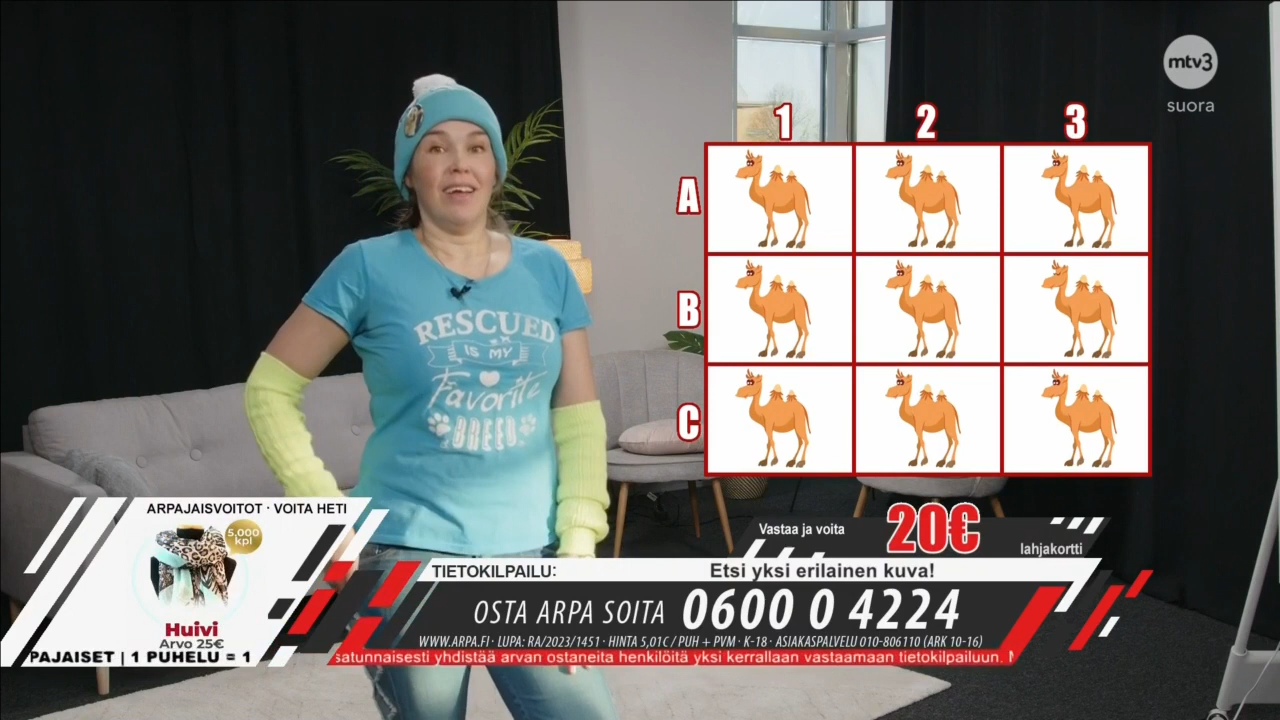 mtv3
suora
1 2 3
A
B
C
RESCUED
IS MY
Favorite
BREED
ARPAJAISVOITOT · VOITA HETI
5,000
kpl
Huivi
Arvo 25€
PAJAISET | 1 PUHELU = 1
Vastaa ja voita
20€
lahjakortti
TIETOKILPAILU:
Etsi yksi erilainen kuva!
OSTA ARPA SOITA 0600 0 4224
WWW.ARPA.FI · LUPA: RA/2023/1451 · HINTA 5,01C / PUH + PVM · K-18 · ASIAKASPALVELU 010-806110 (ARK 10-16)
satunnaisesti yhdistää arvan ostaneita henkilöitä yksi kerrallaan vastaamaan tietokilpailuun.